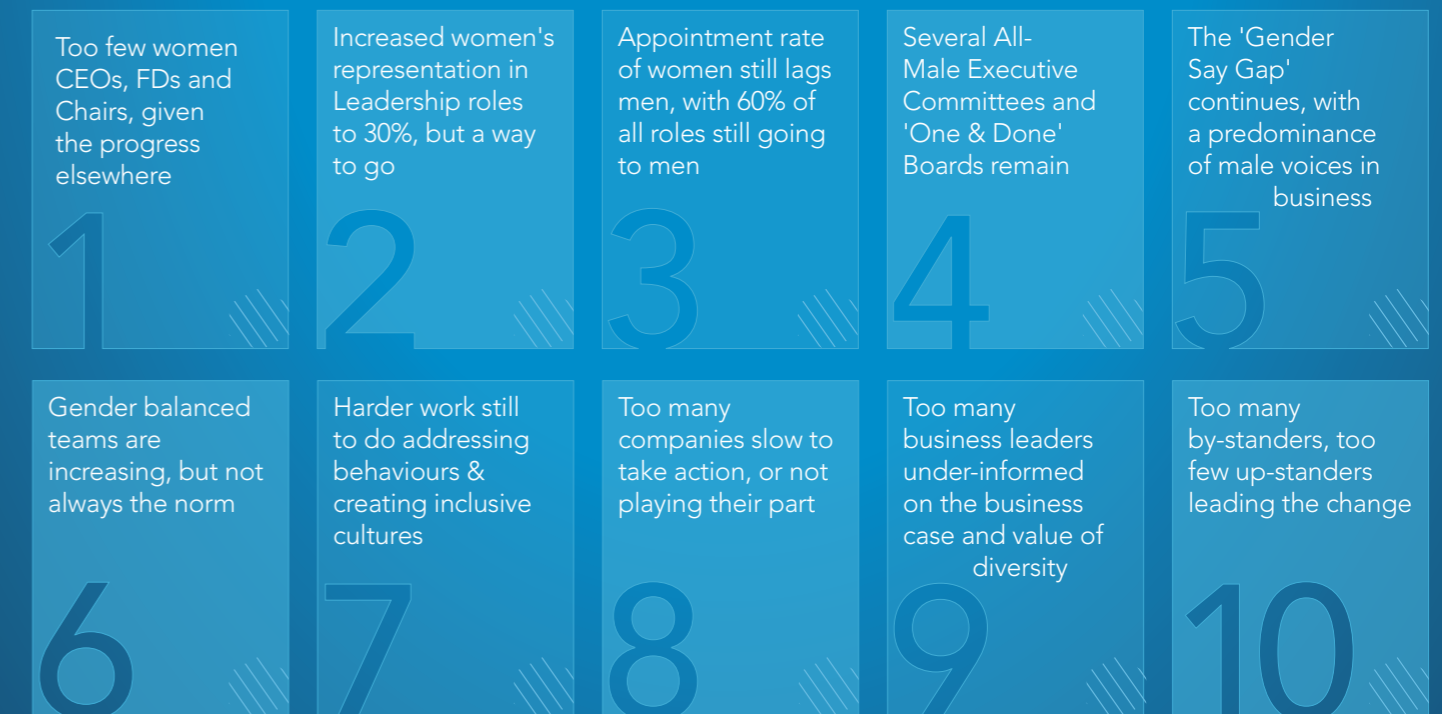 Too few women
CEOs, FDs and
Chairs, given
the progress
elsewhere
1
Increased women's
representation in
Leadership roles
to 30%, but a way
to go
2
Appointment rate
of women still lags
men, with 60% of
all roles still going
to men
3
Several All-
Male Executive
Committees and
'One & Done'
Boards remain
4
The 'Gender
Say Gap'
continues, with
a predominance
of male voices in
business
5
Gender balanced
teams are
increasing, but not
always the norm
6
Harder work still
to do addressing
behaviours &
creating inclusive
cultures
7
Too many
companies slow to
take action, or not
playing their part
8
Too many
business leaders
under-informed
on the business
case and value of
diversity
9
Too many
by-standers, too
few up-standers
leading the change
10